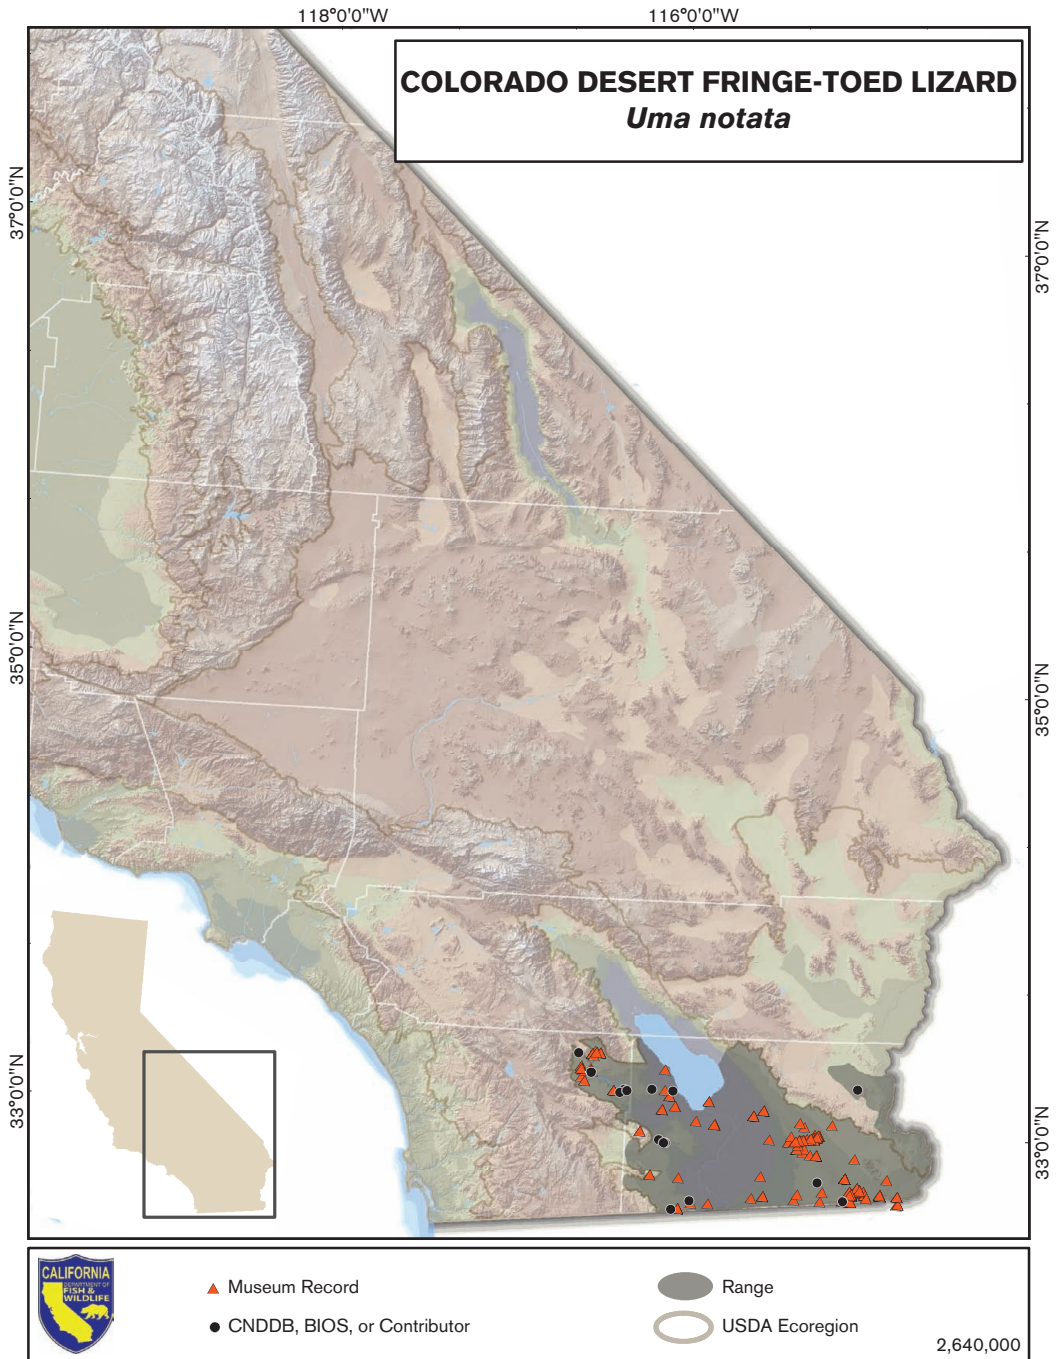 118°0'0"W
116°0'0"W
COLORADO DESERT FRINGE-TOED LIZARD
Uma notata
37°0'0"N
37°0'0"N
35°0'0"N
35°0'0"N
33°0'0"N
33°0'0"N
CALIFORNIA
DEPARTMENT OF
FISH &
WILDLIFE
Museum Record
Range
CNDDB, BIOS, or Contributor
USDA Ecoregion
2,640,000